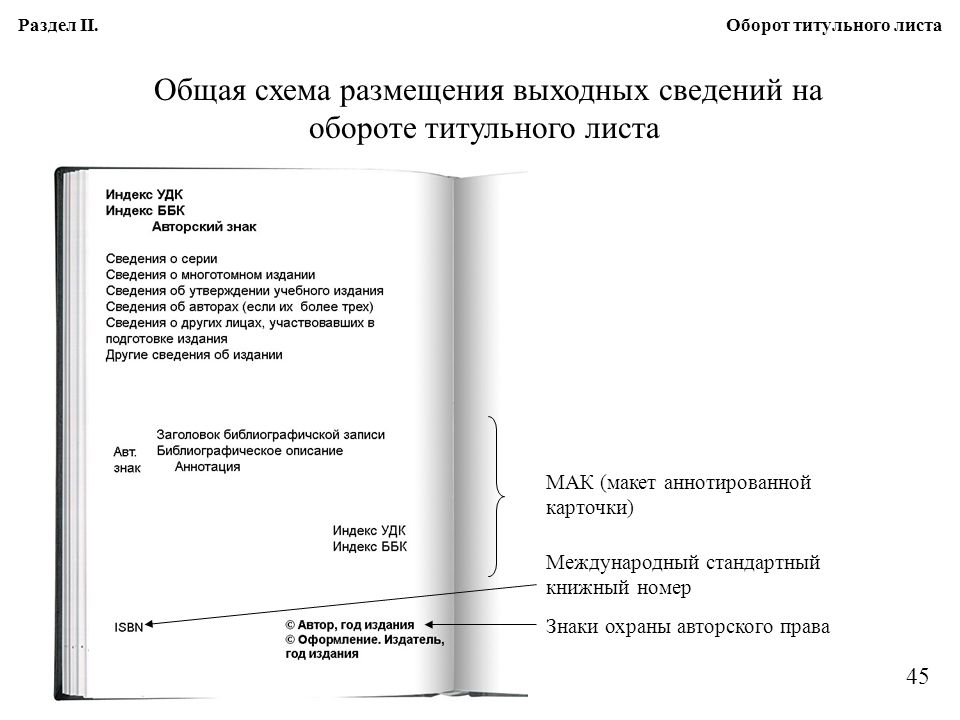 Раздел II.
Оборот титульного листа
Общая схема размещения выходных сведений на
обороте титульного листа
Индекс УДК
Индекс ББК
Авторский знак
Сведения о серии
Сведения о многотомном издании
Сведения об утверждении учебного издания
Сведения об авторах (если их более трех)
Сведения о других лицах, участвовавших в
подготовке издания
Другие сведения об издании
Заголовок библиографичской записи
Авт. Библиографическое описание
знак Аннотация
МАК (макет аннотированной
карточки)
Индекс УДК
Индекс ББК
Международный стандартный
книжный номер
ISBN
© Автор, год издания
© Оформление. Издатель,
год издания
Знаки охраны авторского права
45